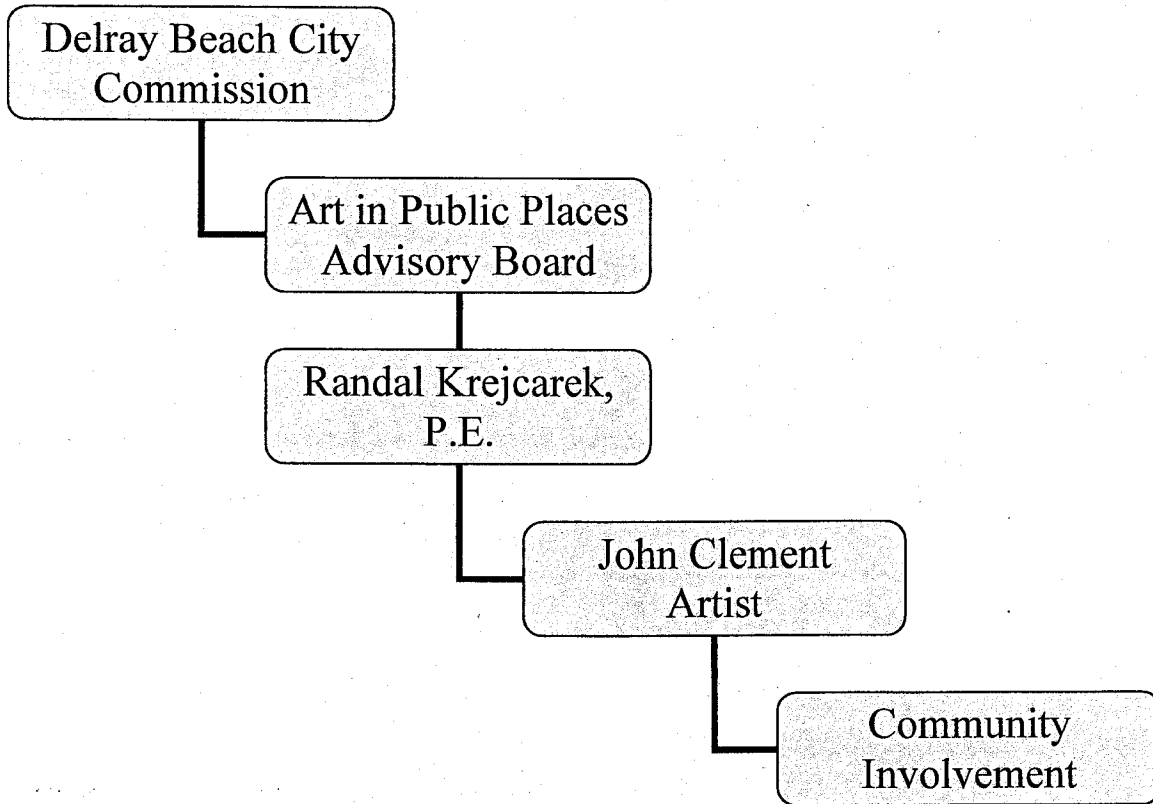 Delray Beach City
Commission
Art in Public Places
Advisory Board
Randal Krejcarek,
P.E.
John Clement
Artist
Community
Involvement